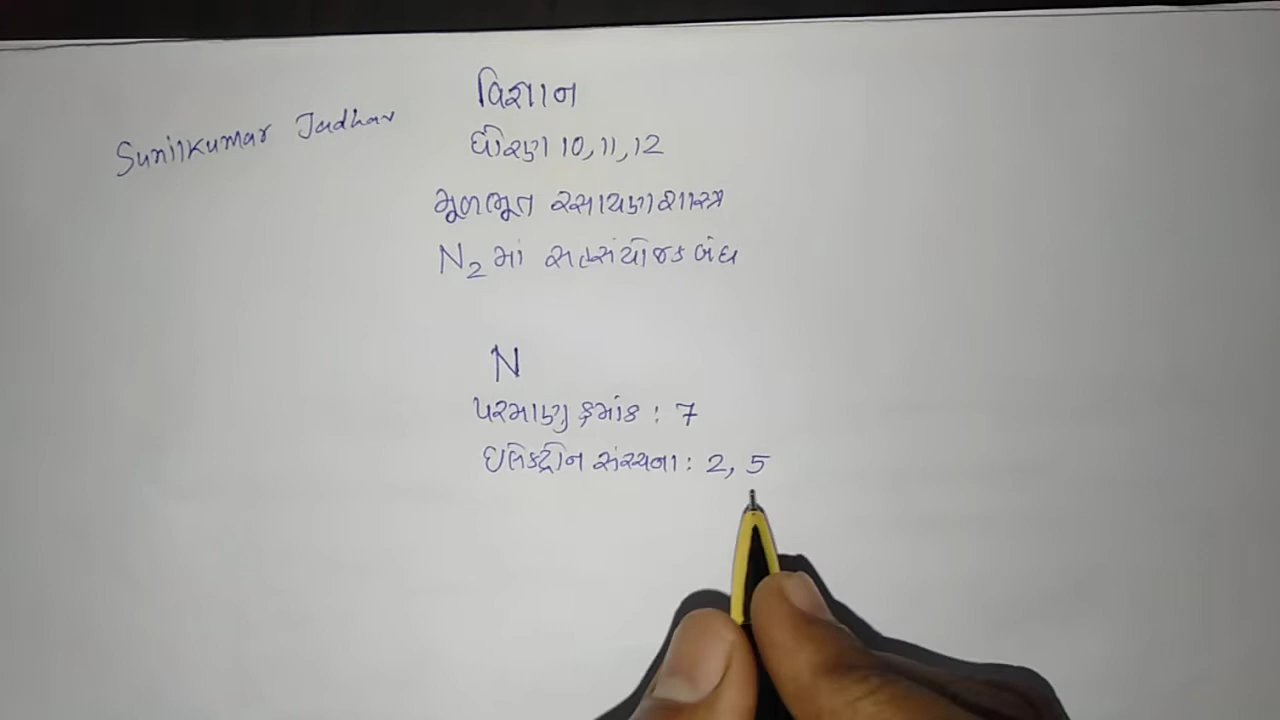 વિજ્ઞાન
Sunilkumar Jadhav
ધોરણ 10, 11, 12
મૂળભૂત રસાયણશાસ્ત્ર
N2 માં સહસંયોજક બંધ
N
પરમાણુ ક્રમાંક : 7
ઇલેક્ટ્રોન સંરચના : 2, 5